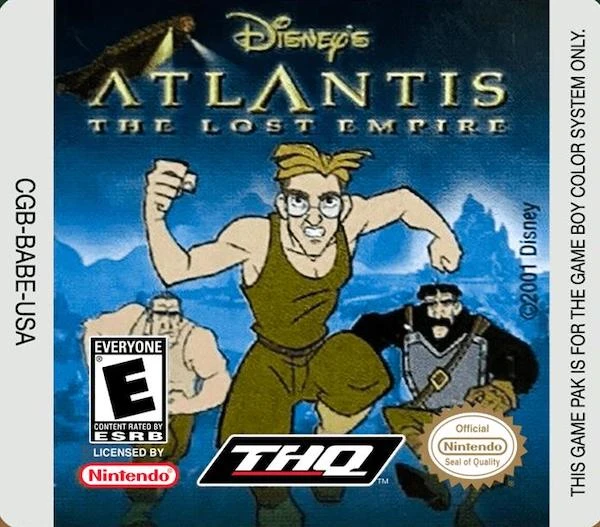 Disney's
ATLANTIS
THE LOST EMPIRE
CGB-BABE-USA
©2001 Disney
THIS GAME PAK IS FOR THE GAME BOY COLOR SYSTEM ONLY.
EVERYONE
E
®
CONTENT RATED BY
ESRB
LICENSED BY
Nintendo®
THQ
TM
Official
Nintendo
Seal of Quality